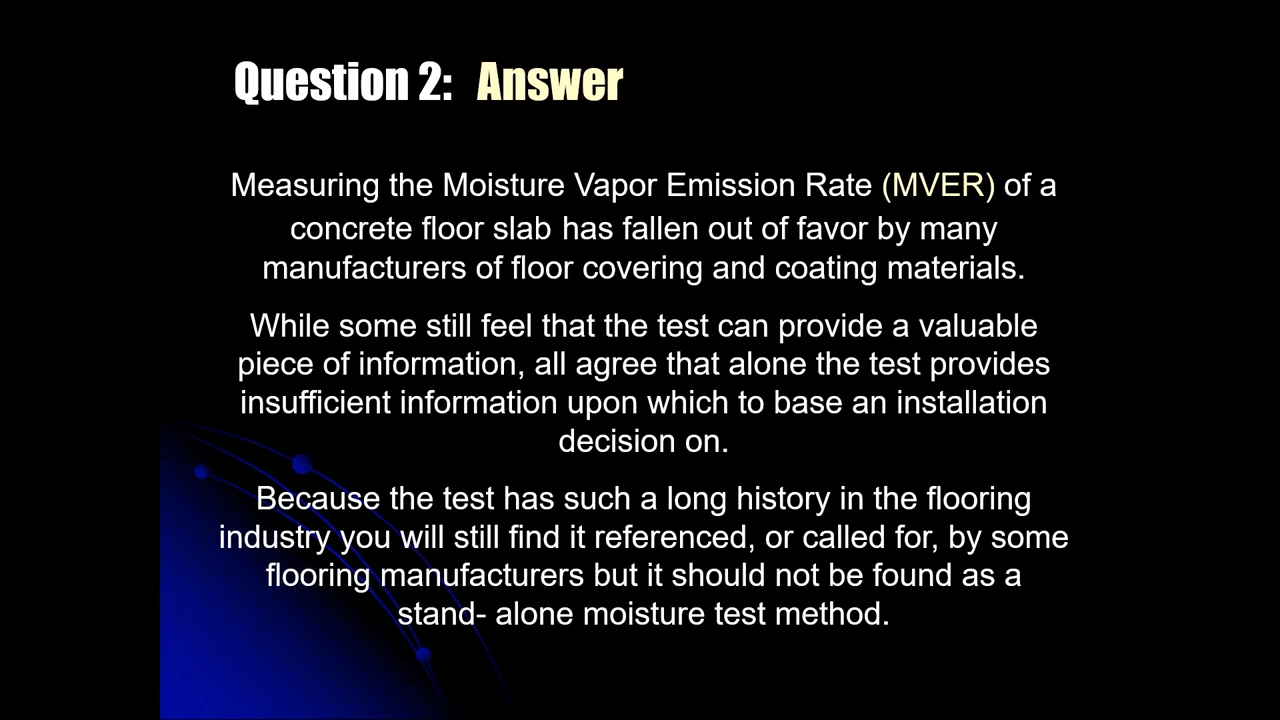 Question 2: Answer
Measuring the Moisture Vapor Emission Rate (MVER) of a
concrete floor slab has fallen out of favor by many
manufacturers of floor covering and coating materials.
While some still feel that the test can provide a valuable
piece of information, all agree that alone the test provides
insufficient information upon which to base an installation
decision on.
Because the test has such a long history in the flooring
industry you will still find it referenced, or called for, by some
flooring manufacturers but it should not be found as a
stand- alone moisture test method.